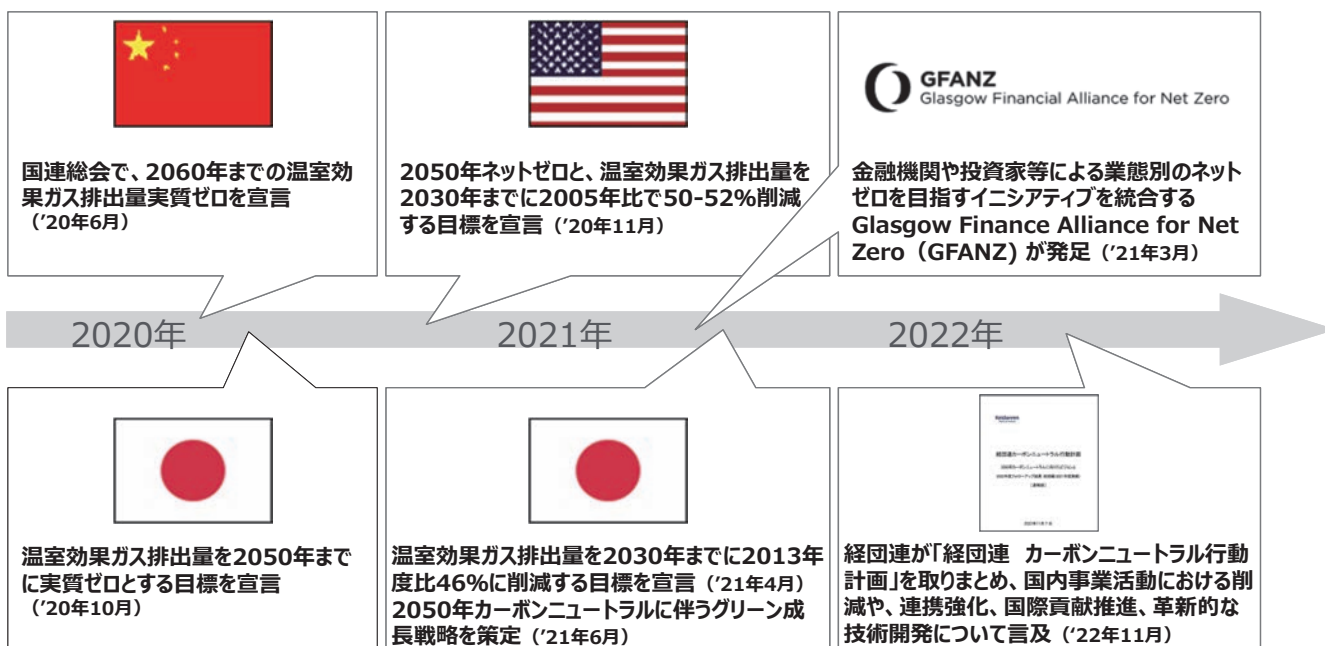 国連総会で、2060年までの温室効
果ガス排出量実質ゼロを宣言
（’20年6月）
2050年ネットゼロと、温室効果ガス排出量を
2030年までに2005年比で50-52%削減
する目標を宣言（’20年11月）
GFANZ
Glasgow Financial Alliance for Net Zero
金融機関や投資家等による業態別のネット
ゼロを目指すイニシアティブを統合する
Glasgow Finance Alliance for Net
Zero（GFANZ) が発足（’21年3月）
2020年
2021年
2022年
温室効果ガス排出量を2050年まで
に実質ゼロとする目標を宣言
（’20年10月）
温室効果ガス排出量を2030年までに2013年
度比46%に削減する目標を宣言（’21年4月）
2050年カーボンニュートラルに伴うグリーン成
長戦略を策定（’21年6月）
経団連カーボンニュートラル行動計画
経団連が「経団連　カーボンニュートラル行動
計画」を取りまとめ、国内事業活動における削
減や、連携強化、国際貢献推進、革新的な
技術開発について言及（‘22年11月）